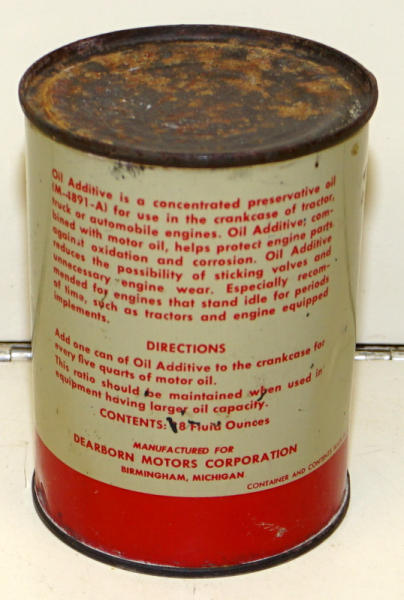 Oil Additive is a concentrated preservative oil
(M-4891-A) for use in the crankcase of tractor,
truck or automobile engines. Oil Additive, com-
bined with motor oil, helps protect engine parts
against oxidation and corrosion. Oil Additive
reduces the possibility of sticking valves and
unnecessary engine wear. Especially recom-
mended for engines that stand idle for periods
of time, such as tractors and engine equipped
implements.
DIRECTIONS
Add one can of Oil Additive to the crankcase for
every five quarts of motor oil.
This ratio should be maintained when used in
equipment having larger oil capacity.
CONTENTS: 8 Fluid Ounces
MANUFACTURED FOR
DEARBORN MOTORS CORPORATION
BIRMINGHAM, MICHIGAN
CONTAINER AND CONTENTS MADE